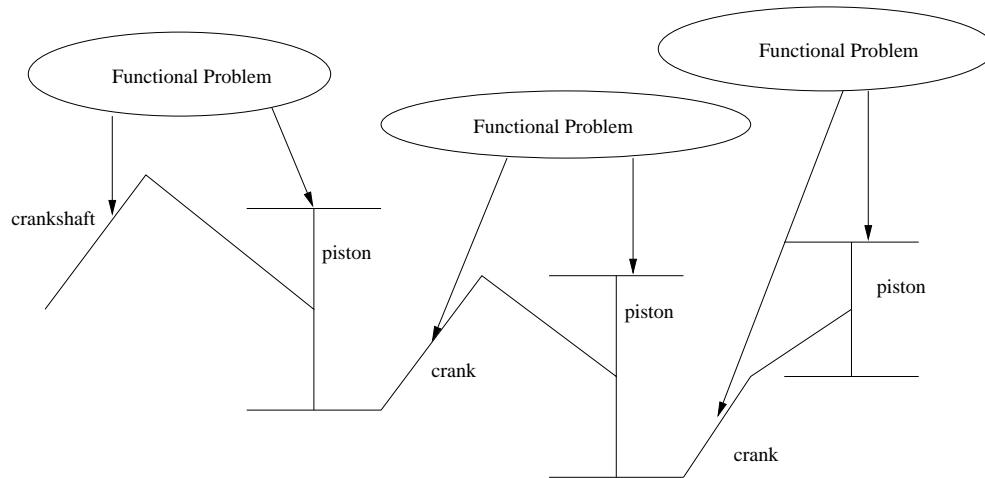 Functional Problem
crankshaft
piston
Functional Problem
crank
piston
Functional Problem
piston
crank